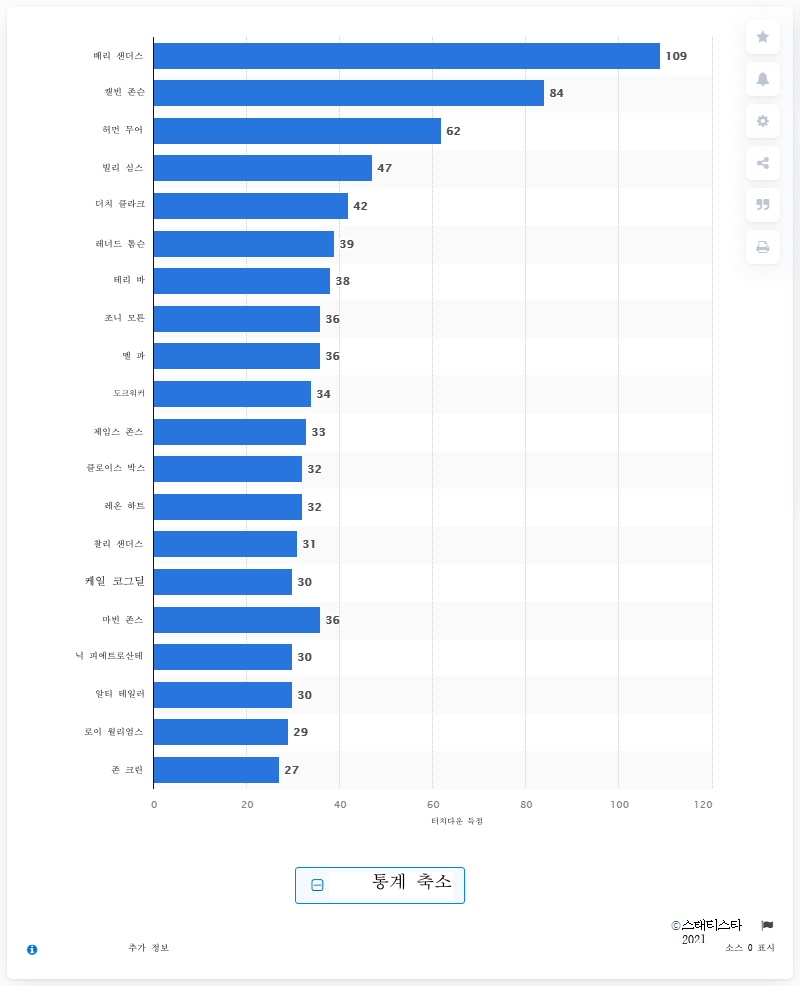 배리 샌더스 109
캘빈 존슨 84
허먼 무어 62
빌리 심스 47
더치 클라크 42
레너드 톰슨 39
테리 바 38
조니 모튼 36
멜 파 36
도크워커 34
제임스 존스 33
클로이스 박스 32
레온 하트 32
찰리 샌더스 31
케일 코그딜 30
마빈 존스 36
닉 피에트로산테 30
알티 테일러 30
로이 윌리엄스 29
존 크린 27
0 20 40 60 80 100 120
터치다운 득점
통계 축소
©스태티스타
2021
추가 정보
소스 0 표시